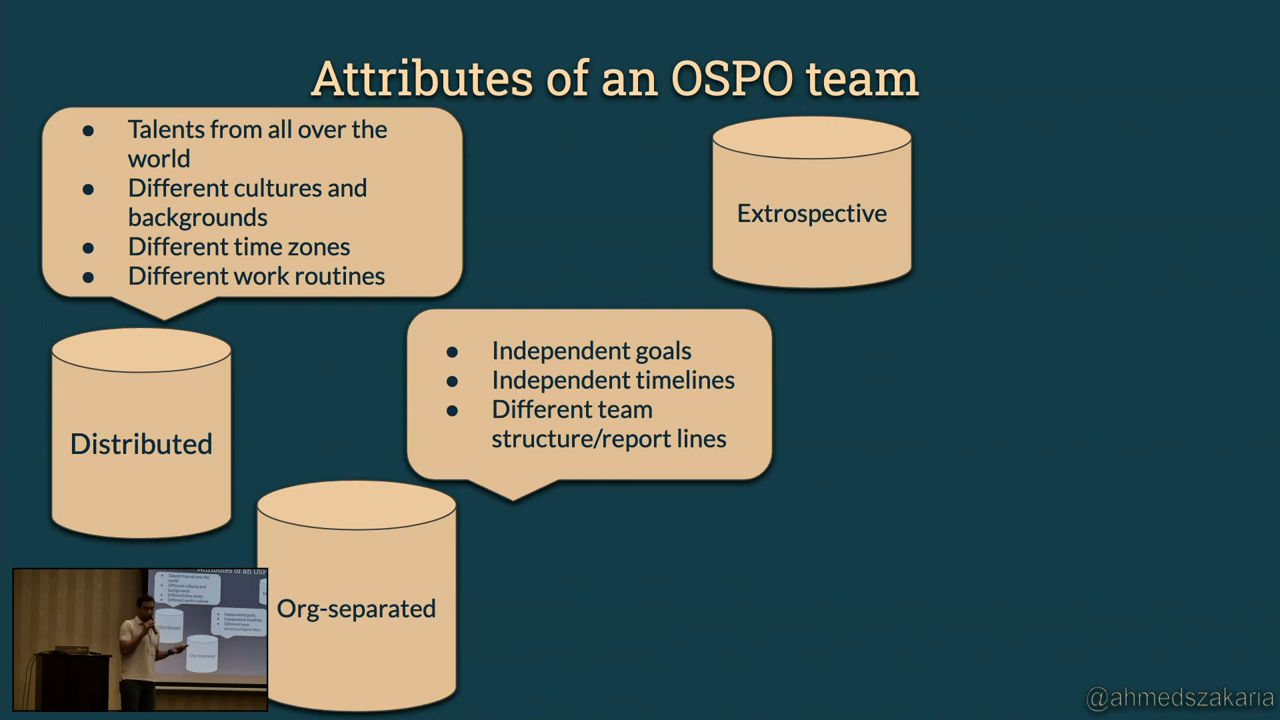 Attributes of an OSPO team
● Talents from all over the
world
● Different cultures and
backgrounds
● Different time zones
● Different work routines
Extrospective
● Independent goals
● Independent timelines
● Different team
structure/report lines
Distributed
Org-separated
@ahmedszakaria